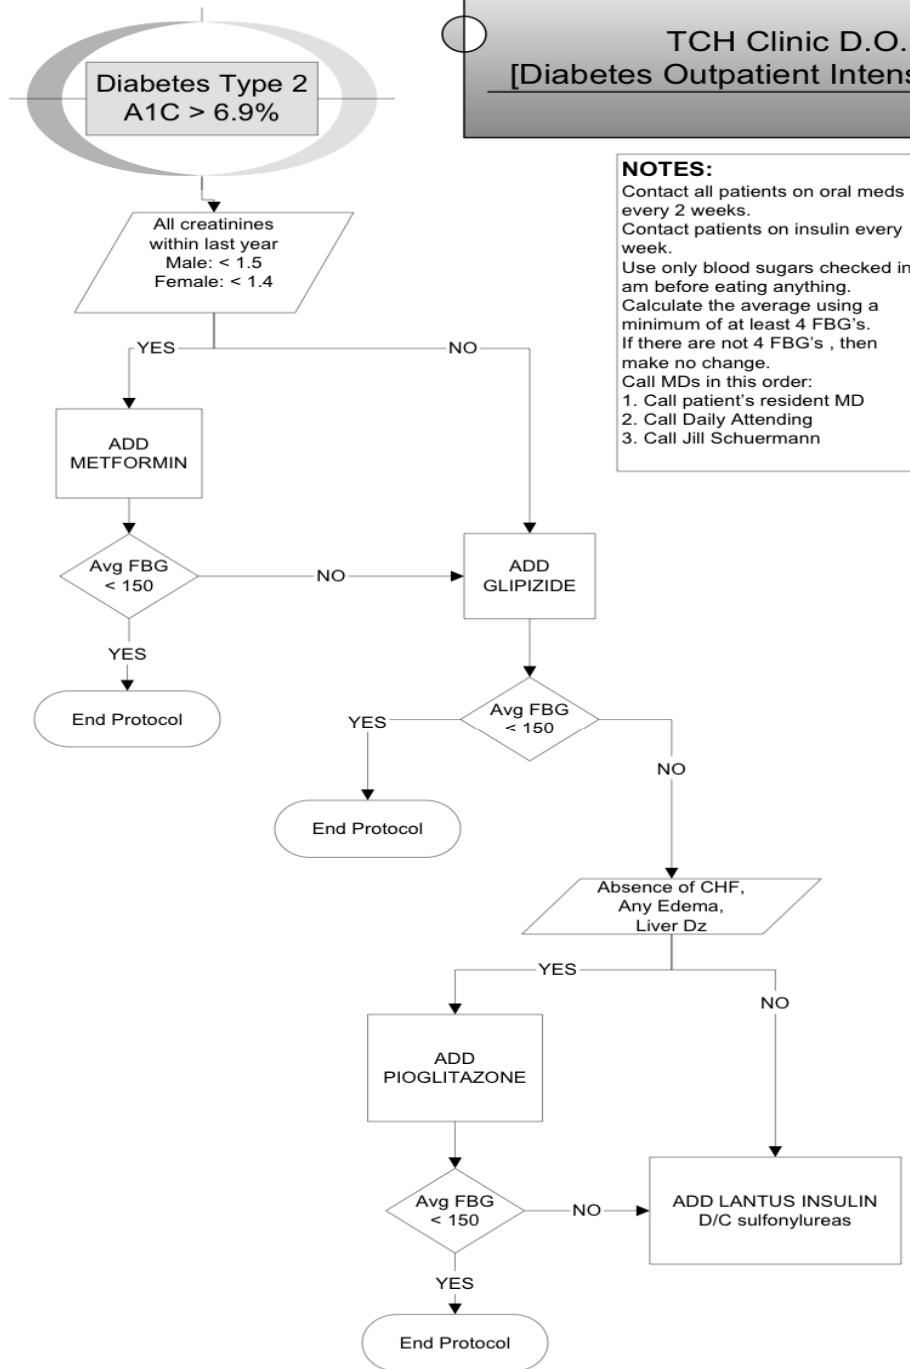 Diabetes Type 2
A1C > 6.9%
TCH Clinic D.O.
[Diabetes Outpatient
NOTES:
Contact all patients on oral meds
every 2 weeks.
Contact patients on insulin every
week.
Use only blood sugars checked in
am before eating anything.
Calculate the average using a
minimum of at least 4 FBG's.
If there are not 4 FBG's , then
make no change.
Call MDs in this order:
1. Call patient's resident MD
2. Call Daily Attending
3. Call Jill Schuermann
All creatinines
within last year
Male: < 1.5
Female: < 1.4
YES
NO
ADD
METFORMIN
Avg FBG
< 150
NO
ADD
GLIPIZIDE
YES
End Protocol
Avg FBG
< 150
YES
NO
End Protocol
Absence of CHF,
Any Edema,
Liver Dz
YES
NO
ADD
PIOGLITAZONE
Avg FBG
< 150
NO
ADD LANTUS INSULIN
D/C sulfonylureas
YES
End Protocol